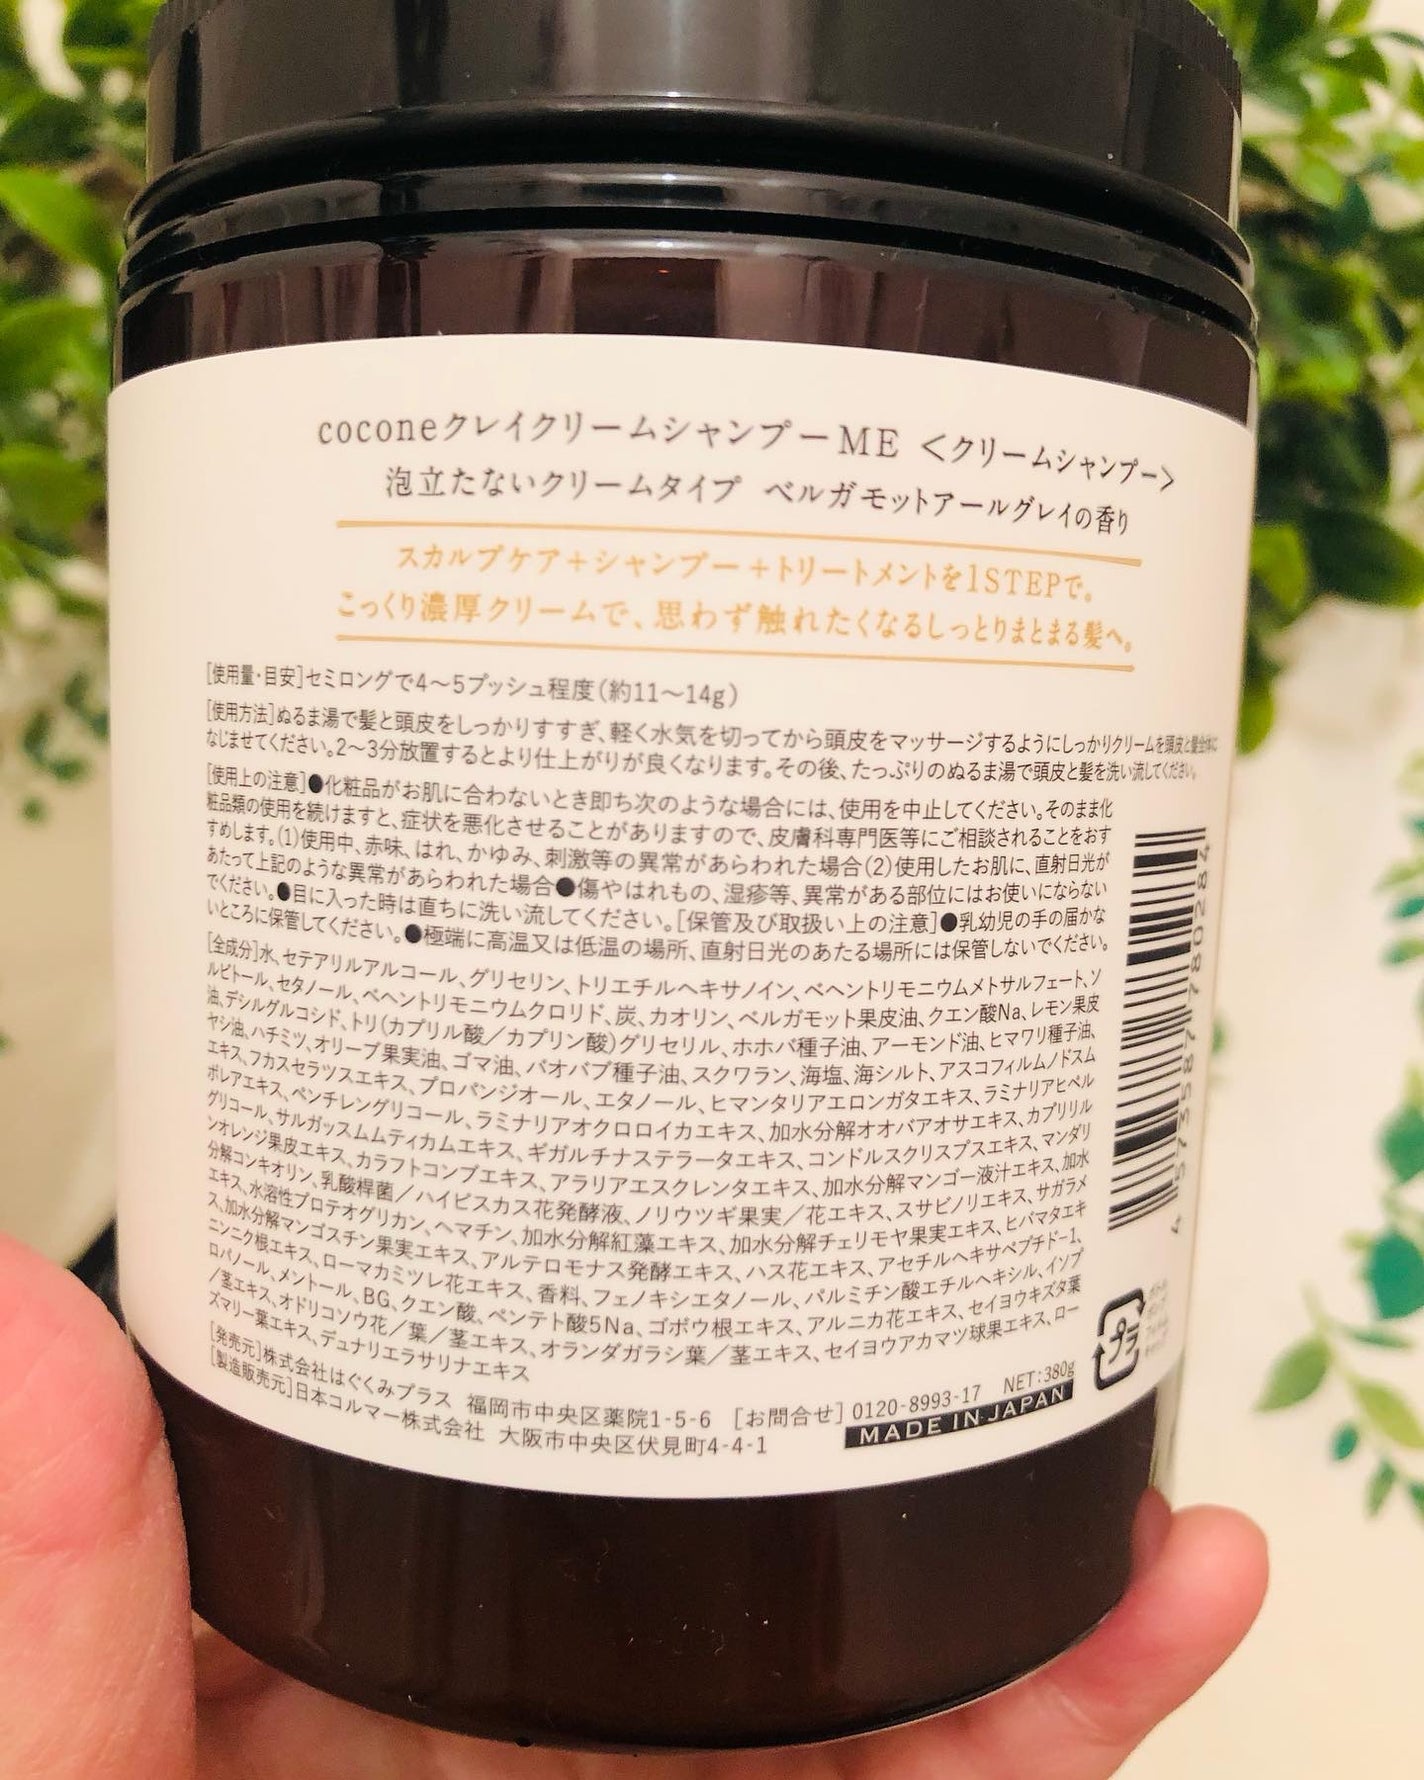 coconeクレイクリームシャンプーME <クリームシャンプー>
泡立たないクリームタイプ ベルガモットアールグレイの香り
スカルプケア+シャンプー+トリートメントを1STEPで。
こっくり濃厚クリームで、思わず触れたくなるしっとりまとまる髪へ。
[使用量・目安]セミロングで4〜5プッシュ程度(約11〜14g)
[使用方法]ぬるま湯で髪と頭皮をしっかりすすぎ、軽く水気を切ってから頭皮をマッサージするようにしっかりクリームを頭皮と髪全体に
なじませてください。2〜3分放置するとより仕上がりが良くなります。その後、たっぷりのぬるま湯で頭皮と髪を洗い流してください。
[使用上の注意]●化粧品がお肌に合わないとき即ち次のような場合には、使用を中止してください。そのまま化
粧品類の使用を続けますと、症状を悪化させることがありますので、皮膚科専門医等にご相談されることをおす
すめします。(1)使用中、赤味、はれ、かゆみ、刺激等の異常があらわれた場合(2)使用したお肌に、直射日光が
あたって上記のような異常があらわれた場合●傷やはれもの、湿疹等、異常がある部位にはお使いにならない
でください。●目に入った時は直ちに洗い流してください。[保管及び取扱い上の注意]●乳幼児の手の届かな
いところに保管してください。●極端に高温又は低温の場所、直射日光のあたる場所には保管しないでください。
[全成分]水、セテアリルアルコール、グリセリン、トリエチルヘキサノイン、ベヘントリモニウムメトサルフェート、ソ
ルビトール、セタノール、ベヘントリモニウムクロリド、炭、カオリン、ベルガモット果皮油、クエン酸Na、レモン果皮
油、デシルグルコシド、トリ(カプリル酸/カプリン酸)グリセリル、ホホバ種子油、アーモンド油、ヒマワリ種子油、
ヤシ油、ハチミツ、オリーブ果実油、ゴマ油、バオバブ種子油、スクワラン、海塩、海シルト、アスコフィルムノドスム
エキス、フカスセラツスエキス、プロパンジオール、エタノール、ヒマンタリアエロンガタエキス、ラミナリアヒペル
ボレアエキス、ペンチレングリコール、ラミナリアオクロロイカエキス、加水分解オオバアオサエキス、カプリリル
グリコール、サルガッスムムティカムエキス、ギガルチナステラータエキス、コンドルスクリスプスエキス、マンダリ
ンオレンジ果皮エキス、カラフトコンブエキス、アラリアエスクレンタエキス、加水分解マンゴー液汁エキス、加水
分解コンキオリン、乳酸桿菌/ハイビスカス花発酵液、ノリウツギ果実/花エキス、スサビノリエキス、サガラメ
エキス、水溶性プロテオグリカン、ヘマチン、加水分解紅藻エキス、加水分解チェリモヤ果実エキス、ヒバマタエキ
ス、加水分解マンゴスチン果実エキス、アルテロモナス発酵エキス、ハス花エキス、アセチルヘキサペプチド-1、
ニンニク根エキス、ローマカミツレ花エキス、香料、フェノキシエタノール、パルミチン酸エチルヘキシル、イソプ
ロパノール、メントール、BG、クエン酸、ペンテト酸5Na、ゴボウ根エキス、アルニカ花エキス、セイヨウキズタ葉
/茎エキス、オドリコソウ花/葉/茎エキス、オランダガラシ葉/茎エキス、セイヨウアカマツ球果エキス、ロー
ズマリー葉エキス、デュナリエラサリナエキス
[発売元]株式会社はぐくみプラス 福岡市中央区薬院1-5-6 [お問合せ]0120-8993-17 NET:380g
[製造販売元]日本コルマー株式会社 大阪市中央区伏見町4-4-1 MADE IN JAPAN
4 573587 780284
プラ